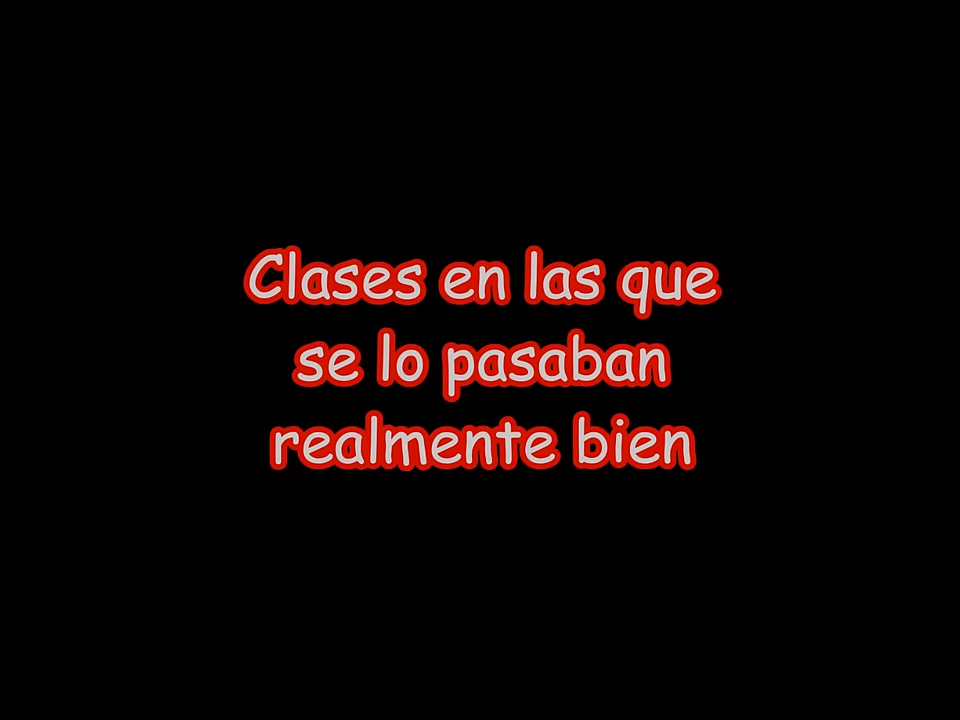 Clases en las que
se lo pasaban
realmente bien